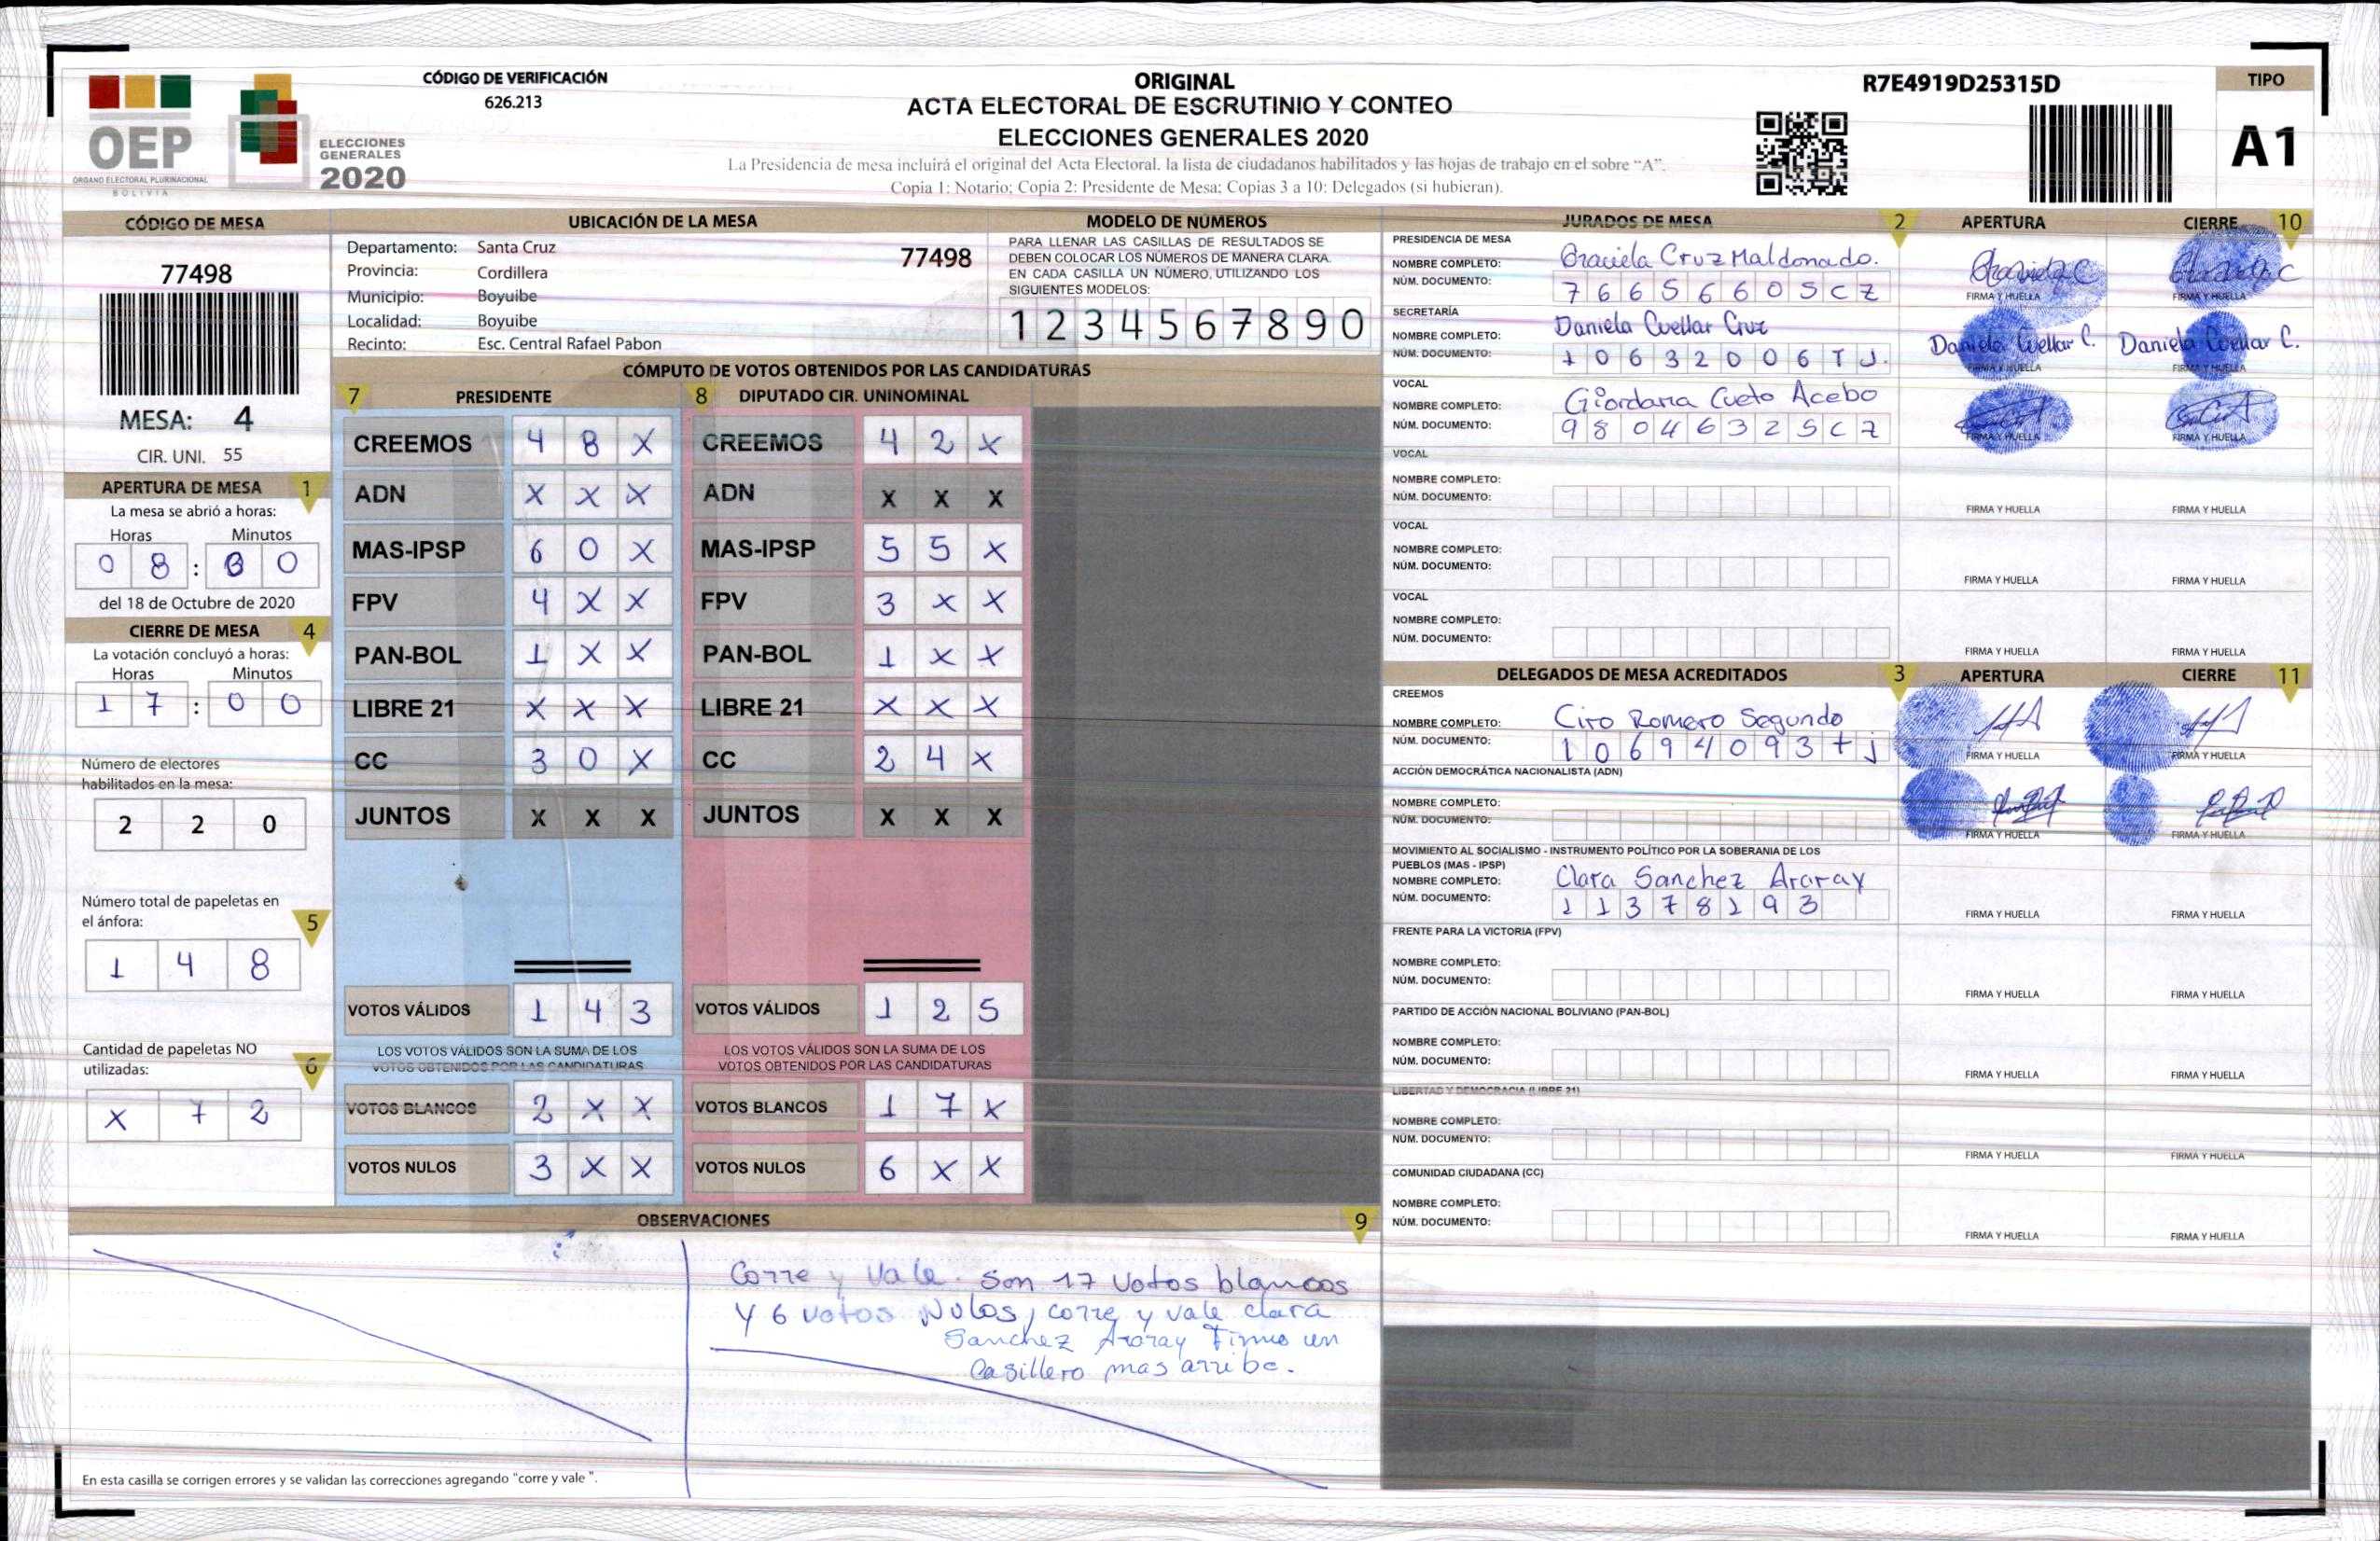 OEP
ÓRGANO ELECTORAL PLURINACIONAL
BOLIVIA
ELECCIONES
GENERALES
2020
CÓDIGO DE VERIFICACIÓN
626.213
ORIGINAL
ACTA ELECTORAL DE ESCRUTINIO Y CONTEO
ELECCIONES GENERALES 2020
La Presidencia de mesa incluirá el original del Acta Electoral. la lista de ciudadanos habilitados y las hojas de trabajo en el sobre “A”.
Copia 1: Notario; Copia 2: Presidente de Mesa; Copias 3 a 10: Delegados (si hubieran).
R7E4919D25315D
TIPO
A1
CÓDIGO DE MESA
77498
MESA: 4
CIR. UNI. 55
APERTURA DE MESA 1
La mesa se abrió a horas:
Horas Minutos
0 8 : 0
del 18 de Octubre de 2020
CIERRE DE MESA 4
La votación concluyó a horas:
Horas Minutos
1 7 : 0 0
Número de electores
habilitados en la mesa:
2 2 0
Número total de papeletas en
el ánfora: 5
1 4 8
Cantidad de papeletas NO
utilizadas: 6
X 7 2
UBICACIÓN DE LA MESA
Departamento: Santa Cruz 77498
Provincia: Cordillera
Municipio: Boyuibe
Localidad: Boyuibe
Recinto: Esc. Central Rafael Pabon
MODELO DE NÚMEROS
PARA LLENAR LAS CASILLAS DE RESULTADOS SE
DEBEN COLOCAR LOS NÚMEROS DE MANERA CLARA.
EN CADA CASILLA UN NÚMERO, UTILIZANDO LOS
SIGUIENTES MODELOS:
1 2 3 4 5 6 7 8 9 0
CÓMPUTO DE VOTOS OBTENIDOS POR LAS CANDIDATURAS
7 PRESIDENTE 8 DIPUTADO CIR. UNINOMINAL
CREEMOS 4 8 X CREEMOS 4 2 X
ADN X X X ADN X X X
MAS-IPSP 6 0 X MAS-IPSP 5 5 X
FPV 4 X X FPV 3 X X
PAN-BOL 1 X X PAN-BOL 1 X X
LIBRE 21 X X X LIBRE 21 X X X
CC 3 0 X CC 2 4 X
JUNTOS X X X JUNTOS X X X
VOTOS VÁLIDOS 1 4 3 VOTOS VÁLIDOS 1 2 5
LOS VOTOS VÁLIDOS SON LA SUMA DE LOS LOS VOTOS VÁLIDOS SON LA SUMA DE LOS
VOTOS OBTENIDOS POR LAS CANDIDATURAS VOTOS OBTENIDOS POR LAS CANDIDATURAS
VOTOS BLANCOS 2 X X VOTOS BLANCOS 1 7 X
VOTOS NULOS 3 X X VOTOS NULOS 6 X X
OBSERVACIONES 9
Corre y Vale. Son 17 Votos blancos
y 6 votos Nulos, corre y vale clara
Sanchez Araray Firmo un
Casillero mas arriba.
En esta casilla se corrigen errores y se validan las correcciones agregando "corre y vale ".
JURADOS DE MESA 2 APERTURA CIERRE 10
PRESIDENCIA DE MESA
NOMBRE COMPLETO: Graciela Cruz Maldonado.
NÚM. DOCUMENTO: 7 6 6 5 6 6 0 S C Z
FIRMA Y HUELLA FIRMA Y HUELLA
SECRETARÍA
NOMBRE COMPLETO: Daniela Cuellar Cruz
NÚM. DOCUMENTO: 1 0 6 3 2 0 0 6 T J.
Daniela Cuellar C. Daniela Cuellar C.
FIRMA Y HUELLA FIRMA Y HUELLA
VOCAL
NOMBRE COMPLETO: Giordana Cueto Acebo
NÚM. DOCUMENTO: 9 8 0 4 6 3 2 S C Z
FIRMA Y HUELLA FIRMA Y HUELLA
VOCAL
NOMBRE COMPLETO:
NÚM. DOCUMENTO:
FIRMA Y HUELLA FIRMA Y HUELLA
VOCAL
NOMBRE COMPLETO:
NÚM. DOCUMENTO:
FIRMA Y HUELLA FIRMA Y HUELLA
VOCAL
NOMBRE COMPLETO:
NÚM. DOCUMENTO:
FIRMA Y HUELLA FIRMA Y HUELLA
DELEGADOS DE MESA ACREDITADOS 3 APERTURA CIERRE 11
CREEMOS
NOMBRE COMPLETO: Ciro Romero Segundo
NÚM. DOCUMENTO: 1 0 6 9 4 0 9 3 t j
FIRMA Y HUELLA FIRMA Y HUELLA
ACCIÓN DEMOCRÁTICA NACIONALISTA (ADN)
NOMBRE COMPLETO:
NÚM. DOCUMENTO:
FIRMA Y HUELLA FIRMA Y HUELLA
MOVIMIENTO AL SOCIALISMO - INSTRUMENTO POLÍTICO POR LA SOBERANIA DE LOS
PUEBLOS (MAS - IPSP)
NOMBRE COMPLETO: Clara Sanchez Araray
NÚM. DOCUMENTO: 1 1 3 7 8 1 9 3
FIRMA Y HUELLA FIRMA Y HUELLA
FRENTE PARA LA VICTORIA (FPV)
NOMBRE COMPLETO:
NÚM. DOCUMENTO:
FIRMA Y HUELLA FIRMA Y HUELLA
PARTIDO DE ACCIÓN NACIONAL BOLIVIANO (PAN-BOL)
NOMBRE COMPLETO:
NÚM. DOCUMENTO:
FIRMA Y HUELLA FIRMA Y HUELLA
LIBERTAD Y DEMOCRACIA (LIBRE 21)
NOMBRE COMPLETO:
NÚM. DOCUMENTO:
FIRMA Y HUELLA FIRMA Y HUELLA
COMUNIDAD CIUDADANA (CC)
NOMBRE COMPLETO:
NÚM. DOCUMENTO:
FIRMA Y HUELLA FIRMA Y HUELLA